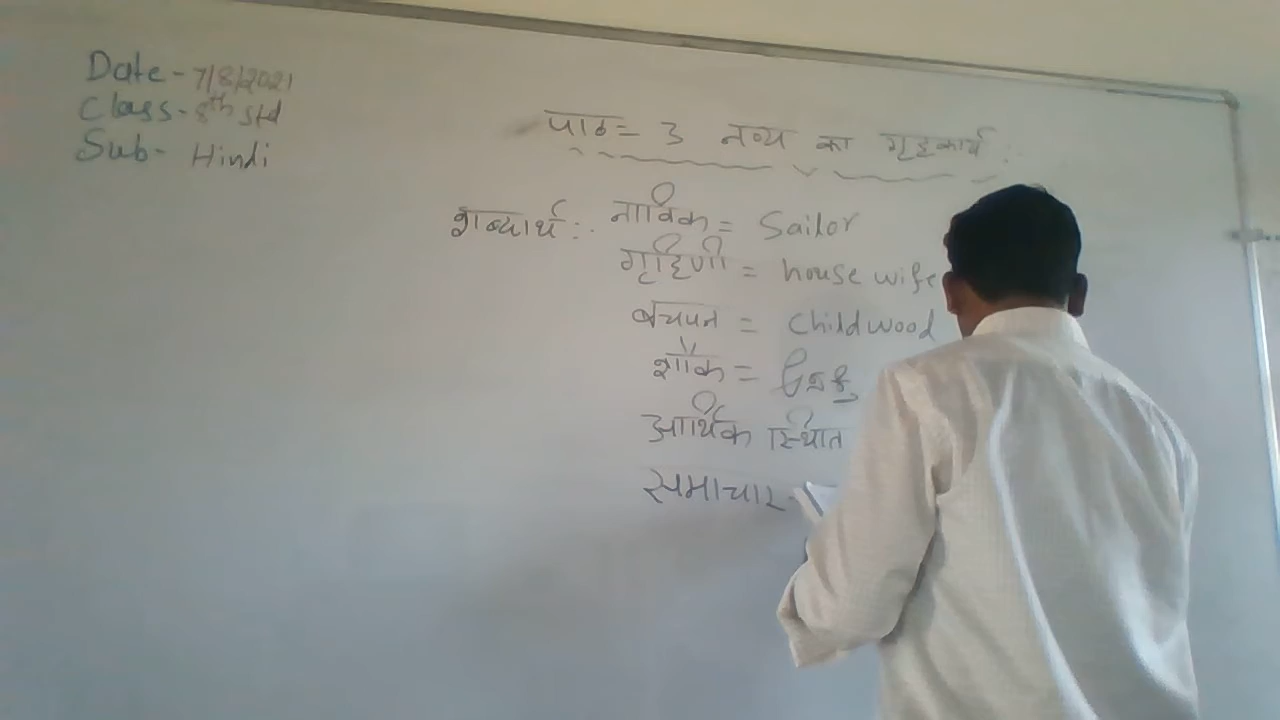 Date - 7/8/2021
Class - 8th std
Sub - Hindi
पाठ = 3 नव्य का गृहकार्य :.
शब्यार्थ :. नाविक = Sailor
गृहिणी = house wife
बचपन = Childwood
शौक =
आर्थिक स्थित
समाचार